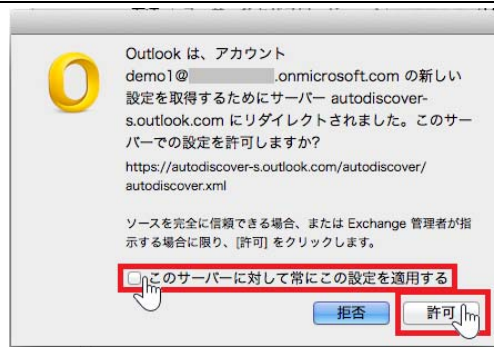 Outlook は、アカウント
demo1@ .onmicrosoft.com の新しい
設定を取得するためにサーバー autodiscover-
s.outlook.com にリダイレクトされました。このサー
バーでの設定を許可しますか?
https://autodiscover-s.outlook.com/autodiscover/
autodiscover.xml
ソースを完全に信頼できる場合、または Exchange 管理者が指
示する場合に限り、[許可] をクリックします。
このサーバーに対して常にこの設定を適用する
拒否
許可